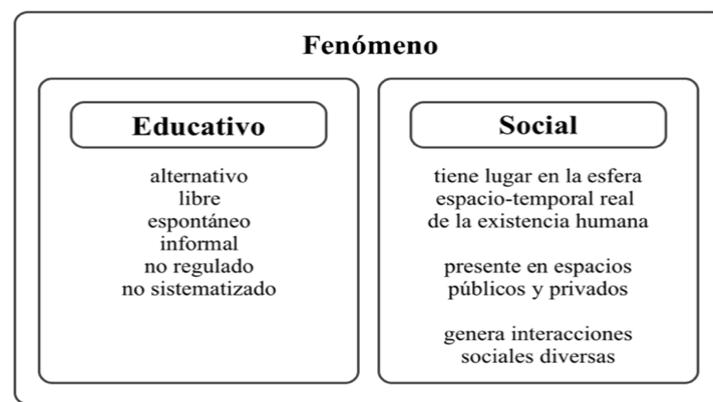 Fenómeno
Educativo
alternativo
libre
espontáneo
informal
no regulado
no sistematizado
Social
tiene lugar en la esfera
espacio-temporal real
de la existencia humana
presente en espacios
públicos y privados
genera interacciones
sociales diversas